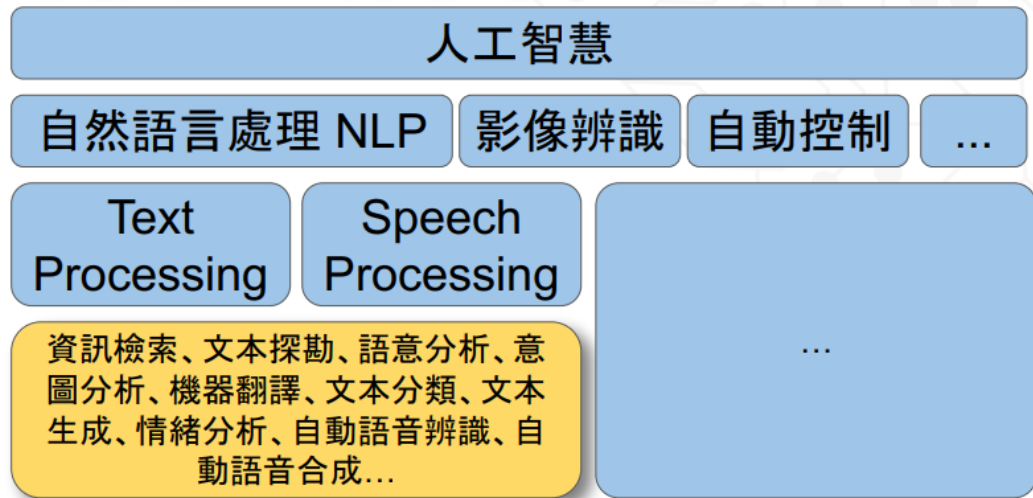 人工智慧
自然語言處理 NLP
影像辨識
自動控制
...
Text
Processing
Speech
Processing
...
資訊檢索、文本探勘、語意分析、意
圖分析、機器翻譯、文本分類、文本
生成、情緒分析、自動語音辨識、自
動語音合成...